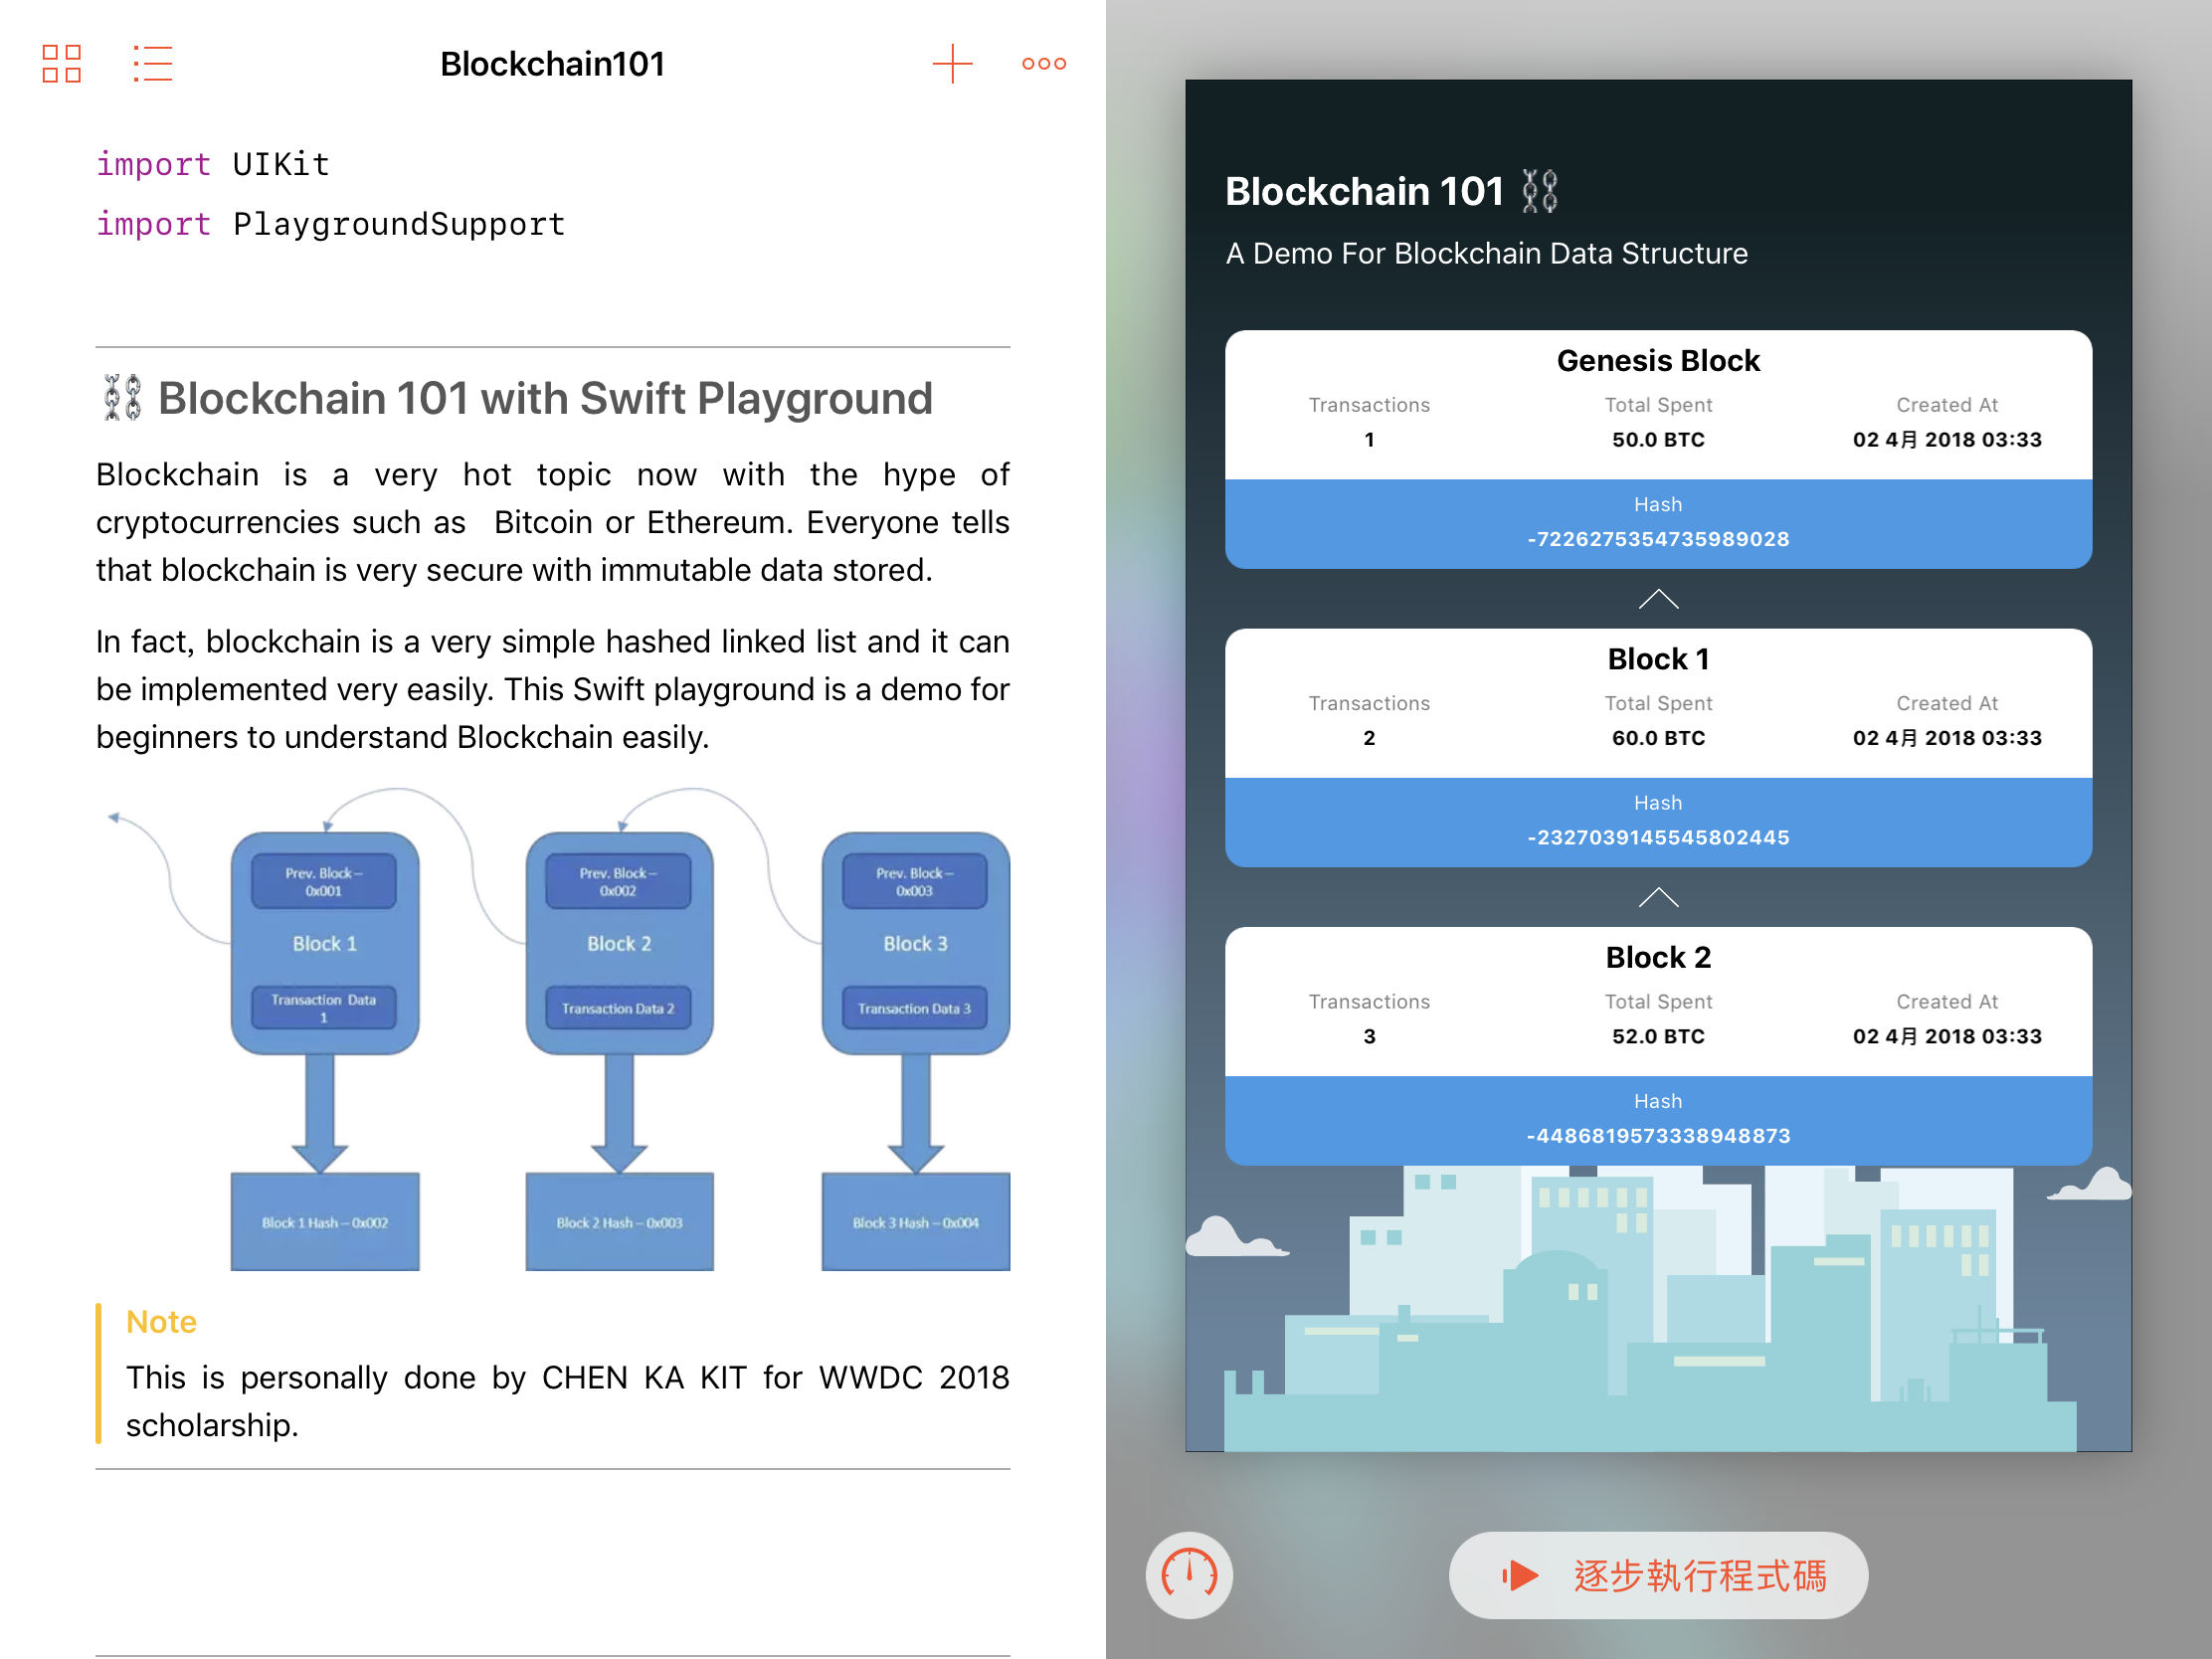 Blockchain101
import UIKit
import PlaygroundSupport
Blockchain 101 with Swift Playground
Blockchain is a very hot topic now with the hype of
cryptocurrencies such as Bitcoin or Ethereum. Everyone tells
that blockchain is very secure with immutable data stored.
In fact, blockchain is a very simple hashed linked list and it can
be implemented very easily. This Swift playground is a demo for
beginners to understand Blockchain easily.
Prev. Block –
0x001
Block 1
Transaction Data
1
Block 1 Hash – 0x002
Prev. Block –
0x002
Block 2
Transaction Data 2
Block 2 Hash – 0x003
Prev. Block –
0x003
Block 3
Transaction Data 3
Block 3 Hash – 0x004
Note
This is personally done by CHEN KA KIT for WWDC 2018
scholarship.
Blockchain 101
A Demo For Blockchain Data Structure
Genesis Block
Transactions Total Spent Created At
1 50.0 BTC 02 4月 2018 03:33
Hash
-7226275354735989028
Block 1
Transactions Total Spent Created At
2 60.0 BTC 02 4月 2018 03:33
Hash
-2327039145545802445
Block 2
Transactions Total Spent Created At
3 52.0 BTC 02 4月 2018 03:33
Hash
-4486819573338948873
逐步執行程式碼